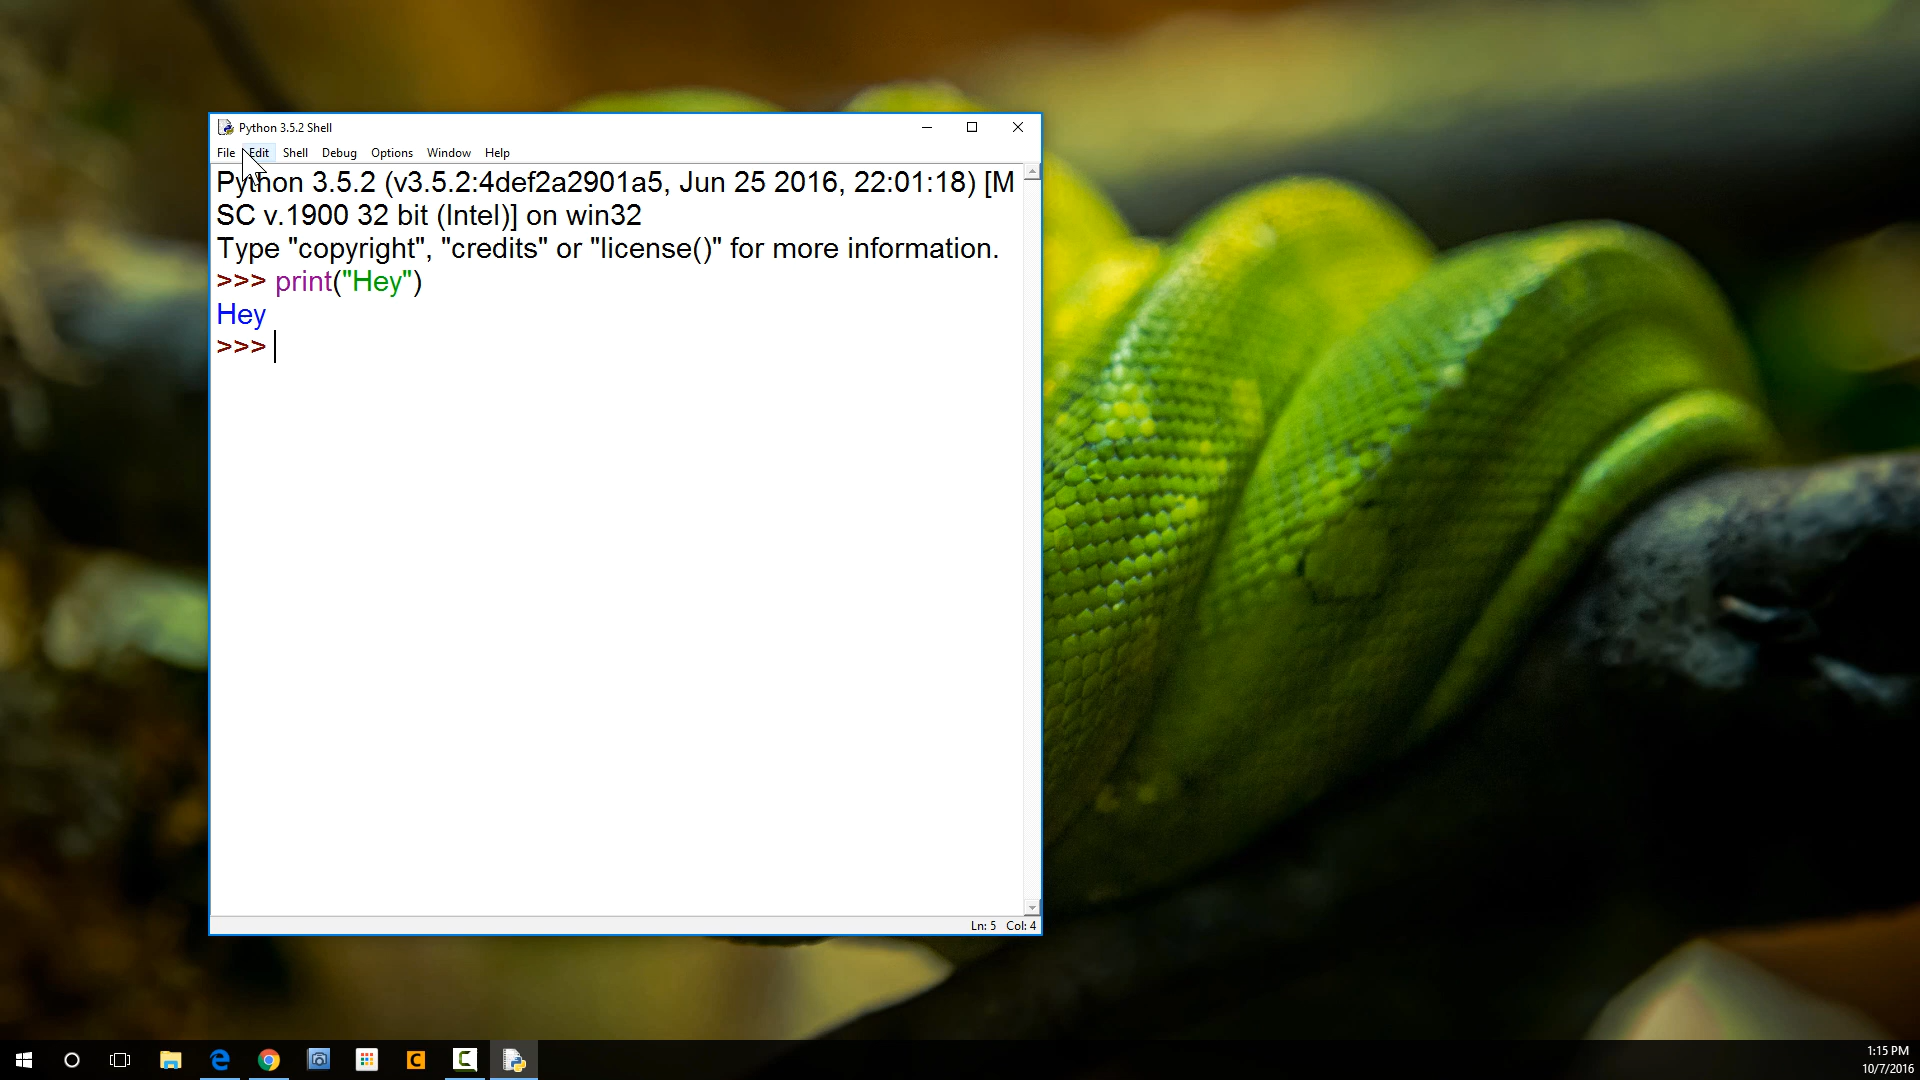 Python 3.5.2 Shell
File Edit Shell Debug Options Window Help
Python 3.5.2 (v3.5.2:4def2a2901a5, Jun 25 2016, 22:01:18) [M
SC v.1900 32 bit (Intel)] on win32
Type "copyright", "credits" or "license()" for more information.
>>> print("Hey")
Hey
>>>
Ln: 5 Col: 4
C
1:15 PM
10/7/2016